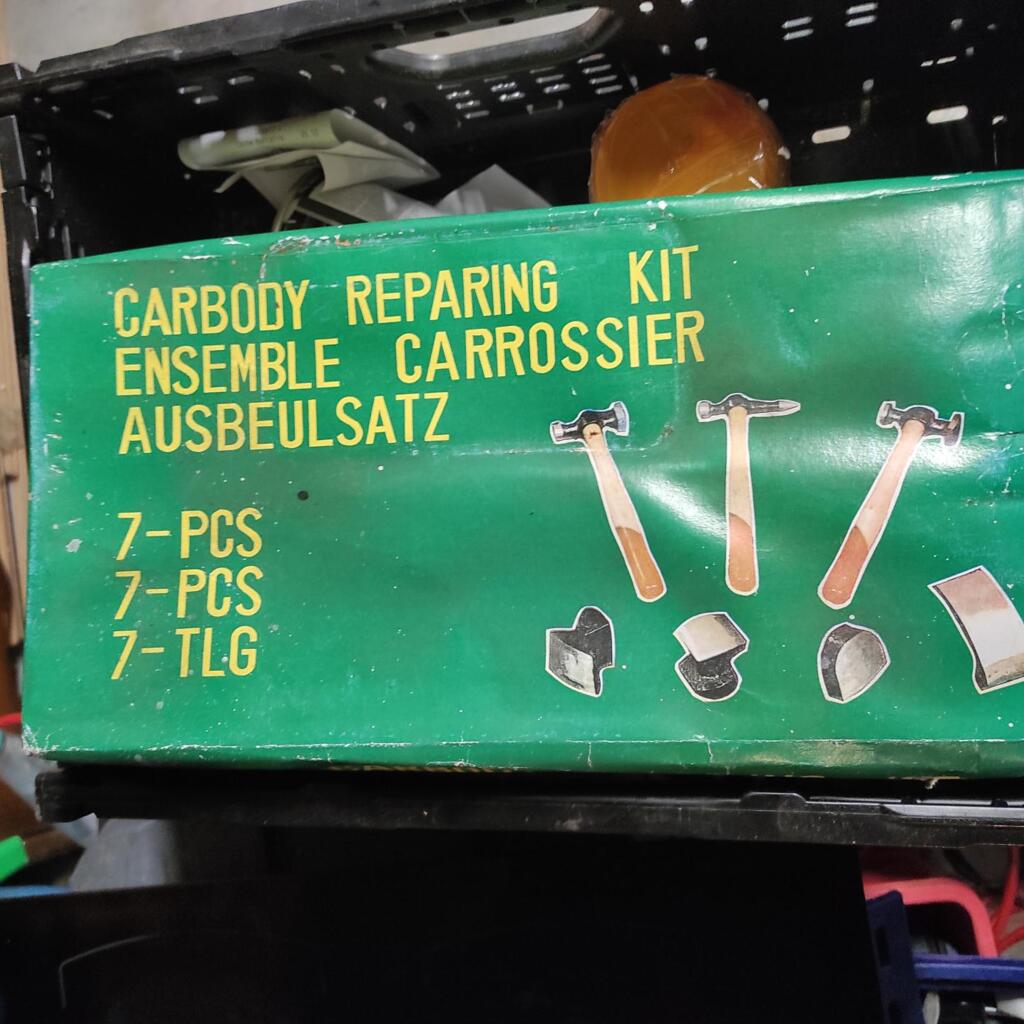 CARBODY REPARING KIT
ENSEMBLE CARROSSIER
AUSBEULSATZ
7-PCS
7-PCS
7-TLG